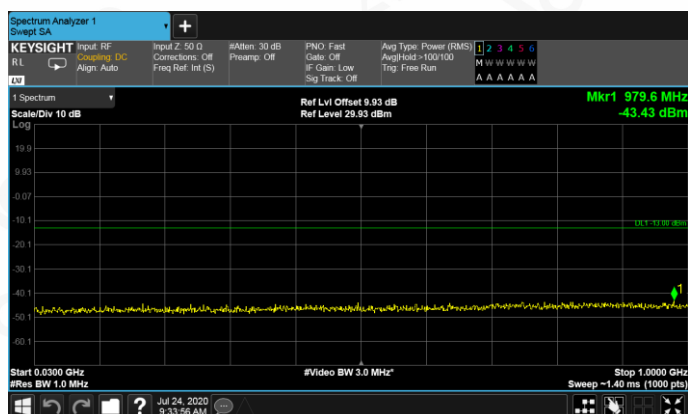 Spectrum Analyzer 1
Swept SA
+
KEYSIGHT
RL
LXI
Input: RF
Coupling: DC
Align: Auto
Input Z: 50 Ω
Corrections: Off
Freq Ref: Int (S)
#Atten: 30 dB
Preamp: Off
PNO: Fast
Gate: Off
IF Gain: Low
Sig Track: Off
Avg Type: Power (RMS)
Avg|Hold:>100/100
Trig: Free Run
1 2 3 4 5 6
M W W W W W
A A A A A A
1 Spectrum
Scale/Div 10 dB
Ref Lvl Offset 9.93 dB
Ref Level 29.93 dBm
Mkr1 979.6 MHz
-43.43 dBm
Log
19.9
9.93
-0.07
-10.1
DL1 -13.00 dBm
-20.1
-30.1
-40.1
1
-50.1
-60.1
Start 0.0300 GHz
#Res BW 1.0 MHz
#Video BW 3.0 MHz*
Stop 1.0000 GHz
Sweep ~1.40 ms (1000 pts)
?
Jul 24, 2020
9:33:56 AM